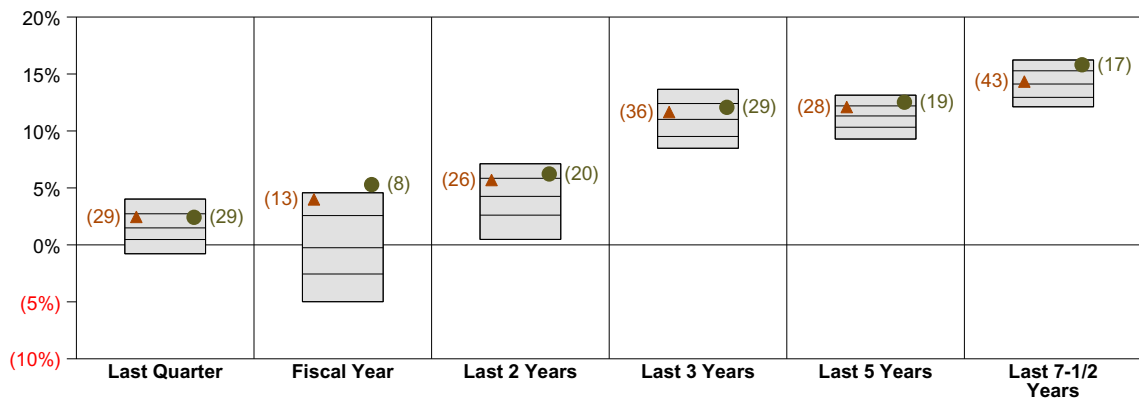 20%
15%
10%
5%
0%
(5%)
(10%)
(29) (29)
(13) (8)
(26) (20)
(36) (29)
(28) (19)
(43) (17)
Last Quarter
Fiscal Year
Last 2 Years
Last 3 Years
Last 5 Years
Last 7-1/2
Years